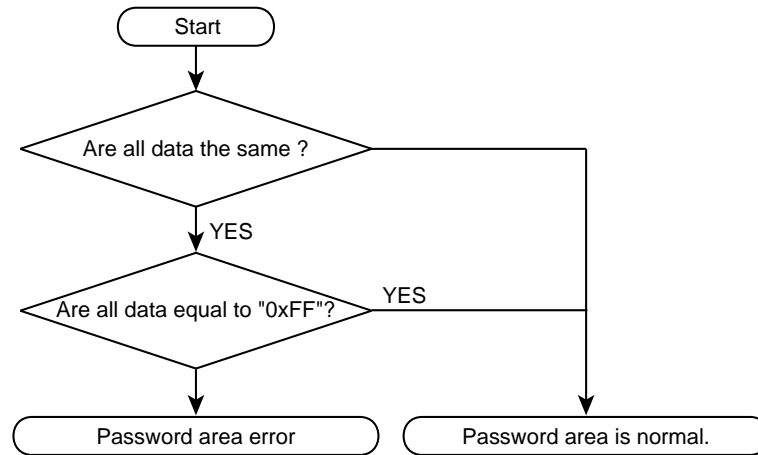 Start
Are all data the same ?
YES
Are all data equal to "0xFF"?
YES
Password area error
Password area is normal.